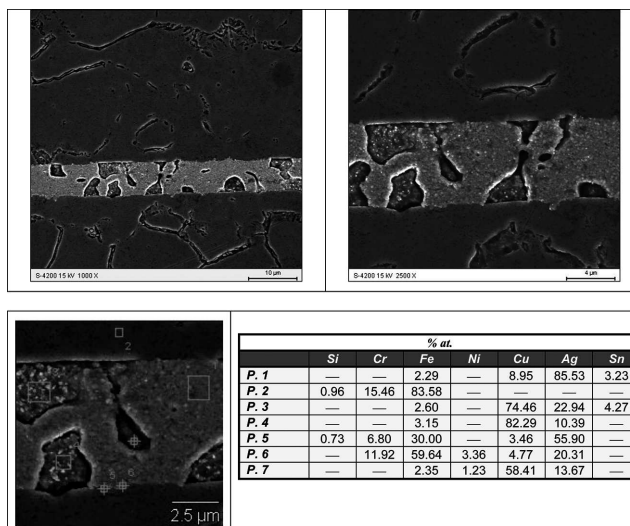 S-4200 15 kV 1000 X 10 µm
S-4200 15 kV 2500 X 4 µm
2
2.5 µm
% at.
Si Cr Fe Ni Cu Ag Sn
P. 1 — — 2.29 — 8.95 85.53 3.23
P. 2 0.96 15.46 83.58 — — — —
P. 3 — — 2.60 — 74.46 22.94 4.27
P. 4 — — 3.15 — 82.29 10.39 —
P. 5 0.73 6.80 30.00 — 3.46 55.90 —
P. 6 — 11.92 59.64 3.36 4.77 20.31 —
P. 7 — — 2.35 1.23 58.41 13.67 —